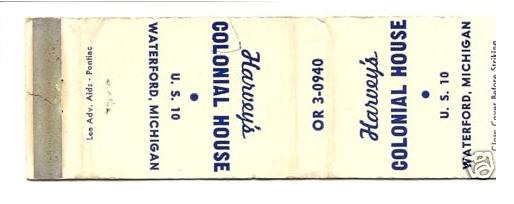 Lee Adv. Aids - Pontiac
Harvey's
COLONIAL HOUSE
U. S. 10
WATERFORD, MICHIGAN
OR 3-0940
Harvey's
COLONIAL HOUSE
U. S. 10
WATERFORD, MICHIGAN
Close Cover Before Striking